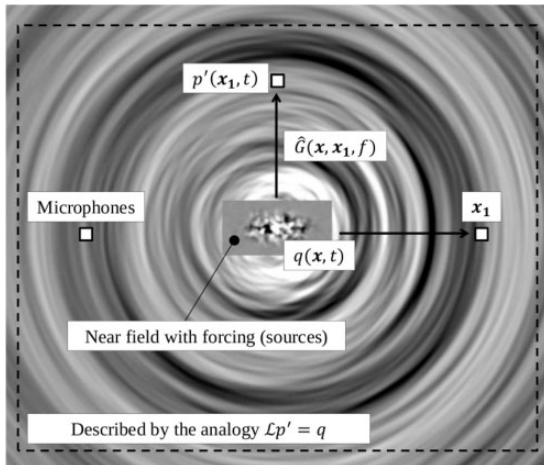 p′(𝒙₁, t)
Ĝ(𝒙, 𝒙₁, f)
Microphones
𝒙₁
q(𝒙, t)
Near field with forcing (sources)
Described by the analogy ℒp′ = q